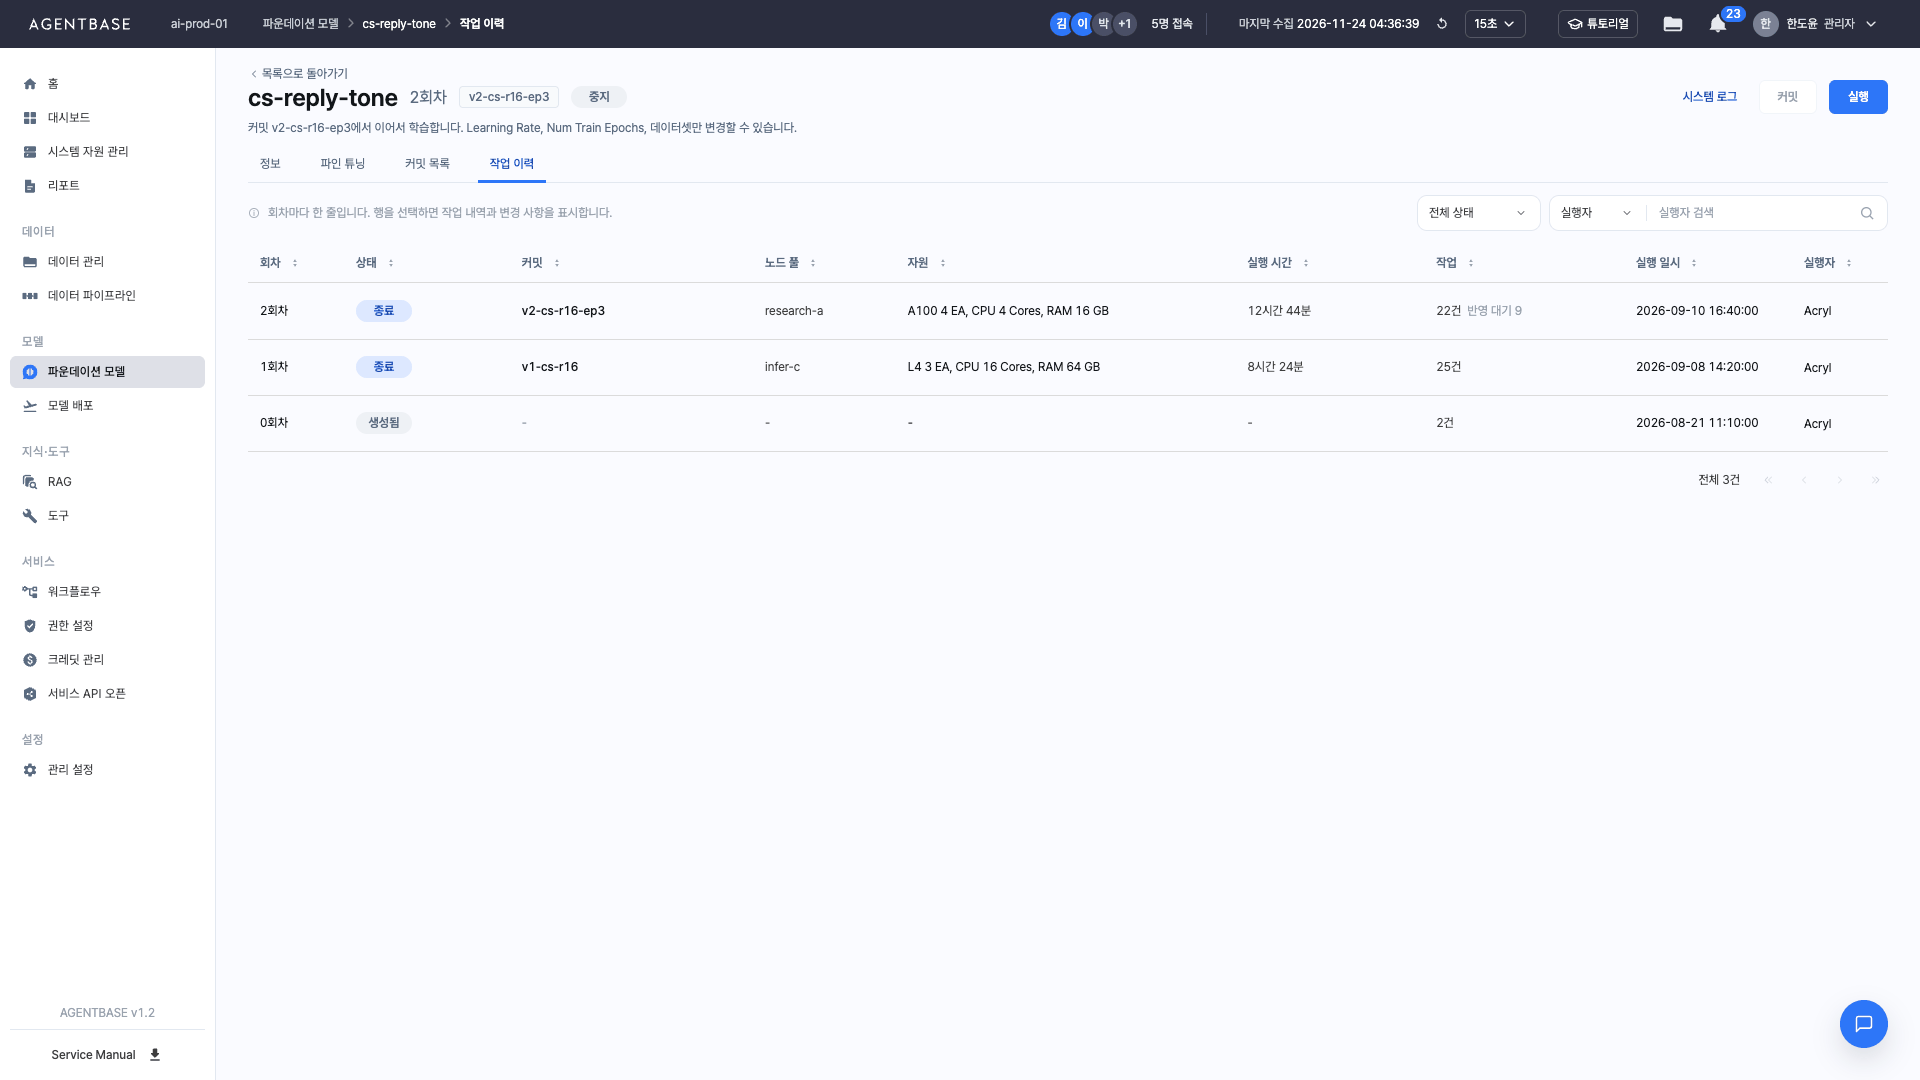 AGENTBASE
ai-prod-01
파운데이션 모델 > cs-reply-tone > 작업 이력
김 이 박 +1 5명 접속
마지막 수집 2026-11-24 04:36:39
15초
튜토리얼
23
한 한도윤 관리자
홈
대시보드
시스템 자원 관리
리포트
데이터
데이터 관리
데이터 파이프라인
모델
파운데이션 모델
모델 배포
지식·도구
RAG
도구
서비스
워크플로우
권한 설정
크레딧 관리
서비스 API 오픈
설정
관리 설정
AGENTBASE v1.2
Service Manual
목록으로 돌아가기
cs-reply-tone 2회차 v2-cs-r16-ep3 중지
시스템 로그 커밋 실행
커밋 v2-cs-r16-ep3에서 이어서 학습합니다. Learning Rate, Num Train Epochs, 데이터셋만 변경할 수 있습니다.
정보 파인 튜닝 커밋 목록 작업 이력
회차마다 한 줄입니다. 행을 선택하면 작업 내역과 변경 사항을 표시합니다.
전체 상태 실행자 실행자 검색
회차 상태 커밋 노드 풀 자원 실행 시간 작업 실행 일시 실행자
2회차 종료 v2-cs-r16-ep3 research-a A100 4 EA, CPU 4 Cores, RAM 16 GB 12시간 44분 22건 반영 대기 9 2026-09-10 16:40:00 Acryl
1회차 종료 v1-cs-r16 infer-c L4 3 EA, CPU 16 Cores, RAM 64 GB 8시간 24분 25건 2026-09-08 14:20:00 Acryl
0회차 생성됨 - - - - 2건 2026-08-21 11:10:00 Acryl
전체 3건 « ‹ › »